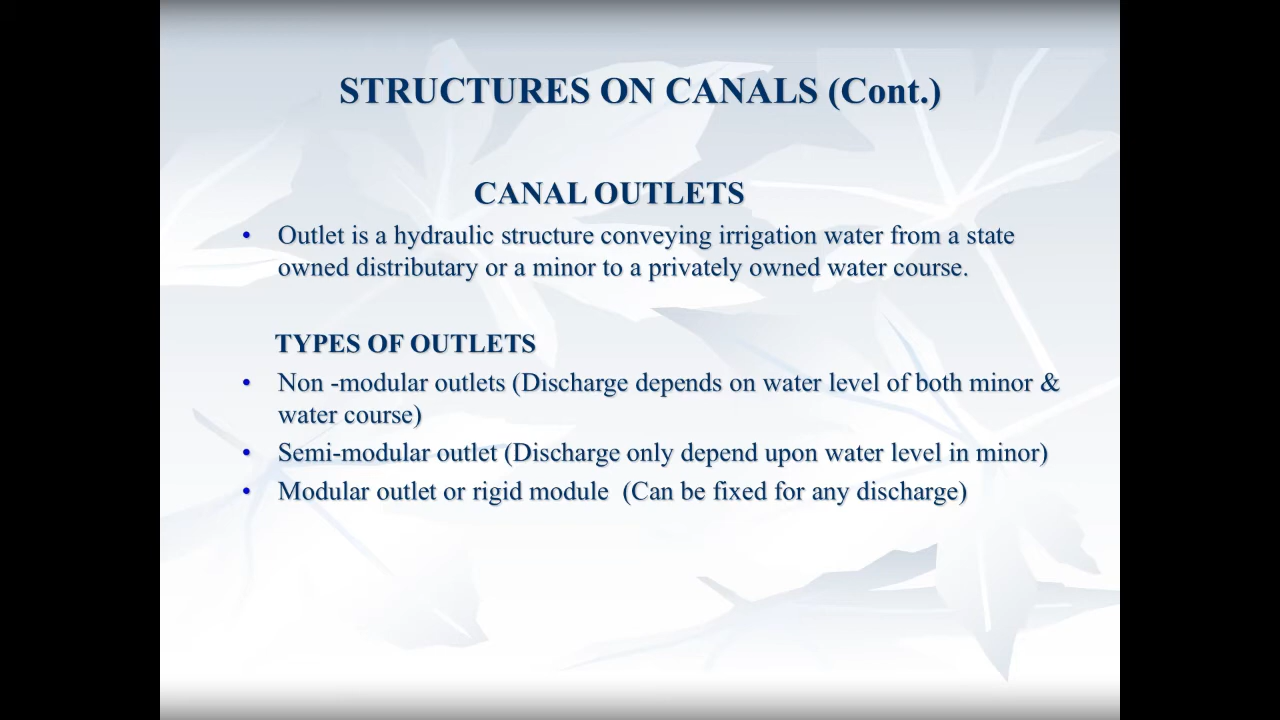 STRUCTURES ON CANALS (Cont.)
CANAL OUTLETS
• Outlet is a hydraulic structure conveying irrigation water from a state
owned distributary or a minor to a privately owned water course.
TYPES OF OUTLETS
• Non -modular outlets (Discharge depends on water level of both minor &
water course)
• Semi-modular outlet (Discharge only depend upon water level in minor)
• Modular outlet or rigid module  (Can be fixed for any discharge)